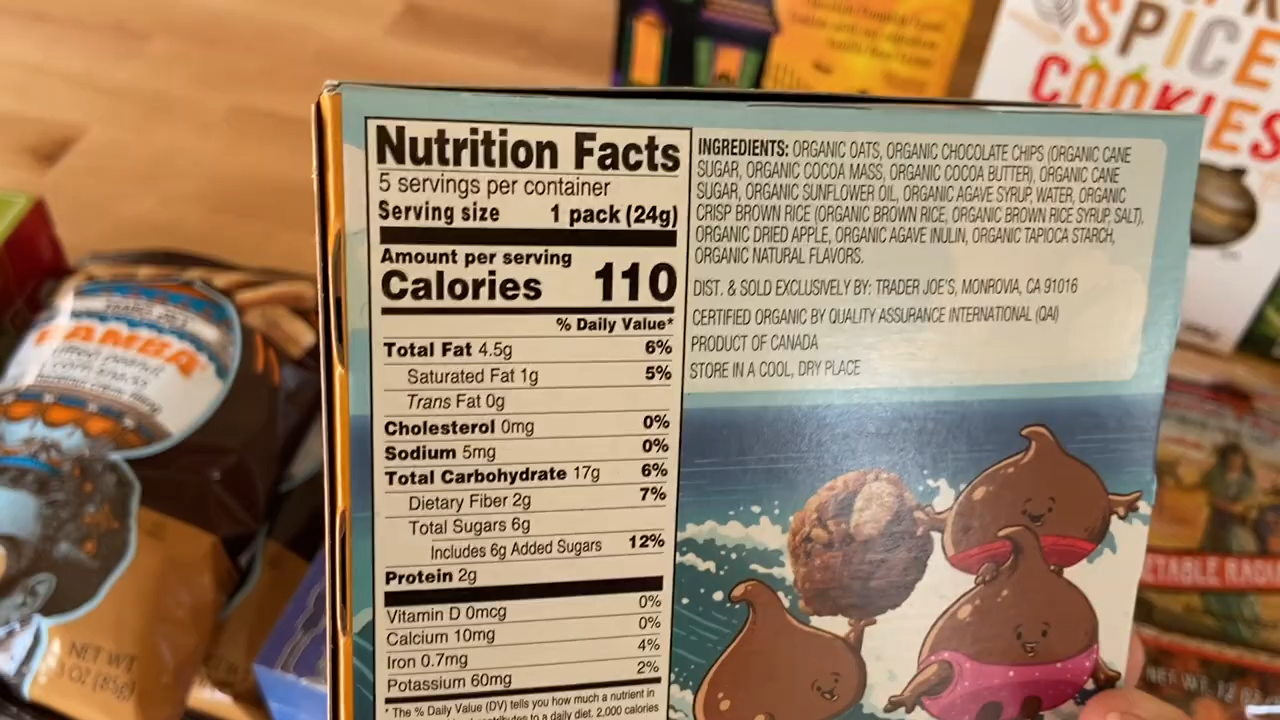 SPICE
COOKIES
BAMBA
NET WT
Nutrition Facts
5 servings per container
Serving size 1 pack (24g)
Amount per serving
Calories 110
% Daily Value*
Total Fat 4.5g 6%
Saturated Fat 1g 5%
Trans Fat 0g
Cholesterol 0mg 0%
Sodium 5mg 0%
Total Carbohydrate 17g 6%
Dietary Fiber 2g 7%
Total Sugars 6g
Includes 6g Added Sugars 12%
Protein 2g
Vitamin D 0mcg 0%
Calcium 10mg 0%
Iron 0.7mg 4%
Potassium 60mg 2%
* The % Daily Value (DV) tells you how much a nutrient in
to a daily diet. 2,000 calories
INGREDIENTS: ORGANIC OATS, ORGANIC CHOCOLATE CHIPS (ORGANIC CANE
SUGAR, ORGANIC COCOA MASS, ORGANIC COCOA BUTTER), ORGANIC CANE
SUGAR, ORGANIC SUNFLOWER OIL, ORGANIC AGAVE SYRUP, WATER, ORGANIC
CRISP BROWN RICE (ORGANIC BROWN RICE, ORGANIC BROWN RICE SYRUP, SALT),
ORGANIC DRIED APPLE, ORGANIC AGAVE INULIN, ORGANIC TAPIOCA STARCH,
ORGANIC NATURAL FLAVORS.
DIST. & SOLD EXCLUSIVELY BY: TRADER JOE'S, MONROVIA, CA 91016
CERTIFIED ORGANIC BY QUALITY ASSURANCE INTERNATIONAL (QAI)
PRODUCT OF CANADA
STORE IN A COOL, DRY PLACE
NET WT.